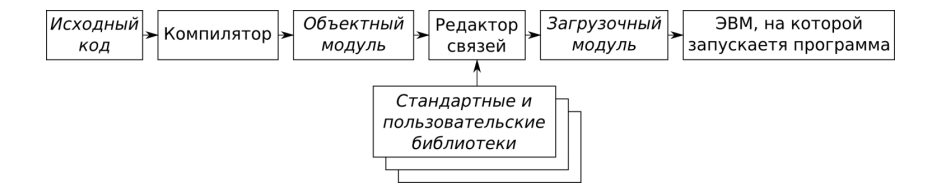 Исходный
код
Компилятор
Объектный
модуль
Редактор
связей
Загрузочный
модуль
ЭВМ, на которой
запускаетя программа
Стандартные и
пользовательские
библиотеки